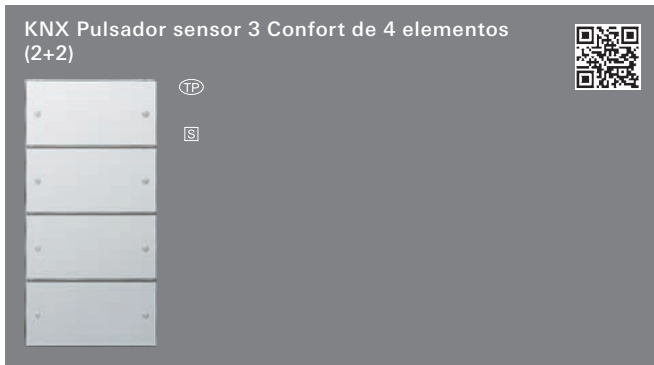 KNX Pulsador sensor 3 Confort de 4 elementos
(2+2)
TP
S